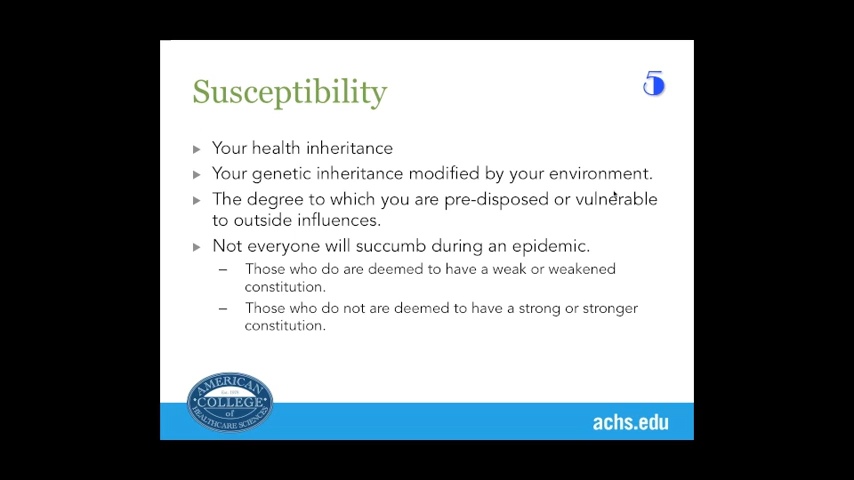 Susceptibility
5
Your health inheritance
Your genetic inheritance modified by your environment.
The degree to which you are pre-disposed or vulnerable
to outside influences.
Not everyone will succumb during an epidemic.
– Those who do are deemed to have a weak or weakened
constitution.
– Those who do not are deemed to have a strong or stronger
constitution.
AMERICAN
COLLEGE
of
HEALTHCARE SCIENCES
achs.edu